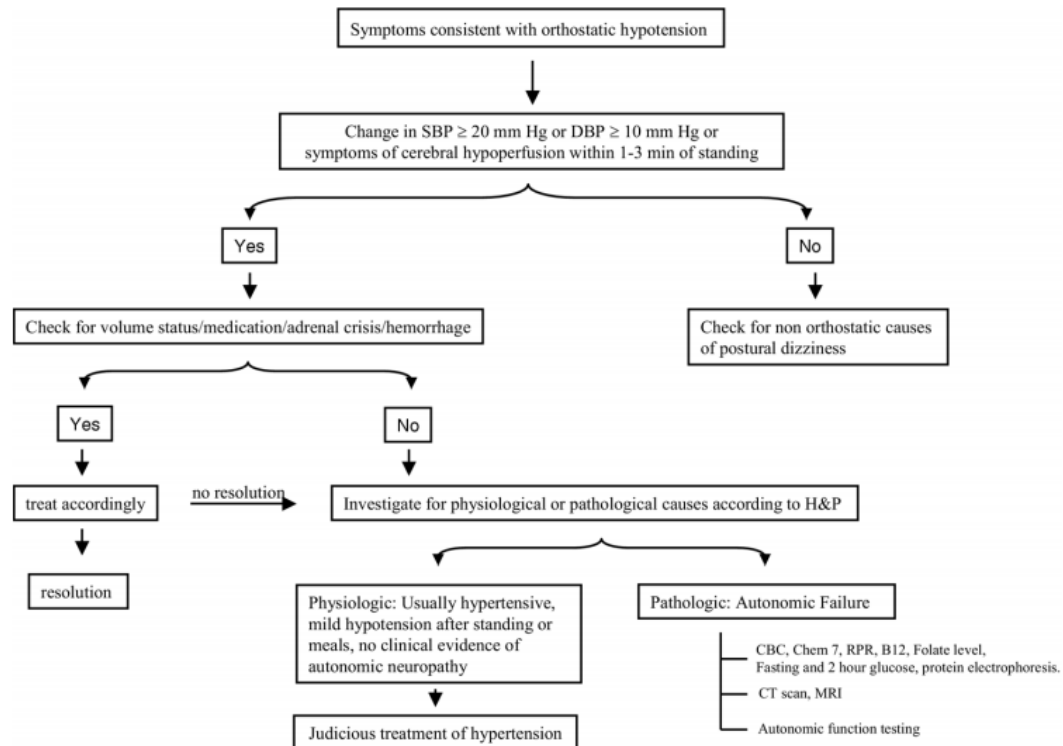 Symptoms consistent with orthostatic hypotension
Change in SBP ≥ 20 mm Hg or DBP ≥ 10 mm Hg or
symptoms of cerebral hypoperfusion within 1-3 min of standing
Yes
No
Check for volume status/medication/adrenal crisis/hemorrhage
Check for non orthostatic causes
of postural dizziness
Yes
No
treat accordingly
no resolution
Investigate for physiological or pathological causes according to H&P
resolution
Physiologic: Usually hypertensive,
mild hypotension after standing or
meals, no clinical evidence of
autonomic neuropathy
Pathologic: Autonomic Failure
CBC, Chem 7, RPR, B12, Folate level,
Fasting and 2 hour glucose, protein electrophoresis.
CT scan, MRI
Autonomic function testing
Judicious treatment of hypertension